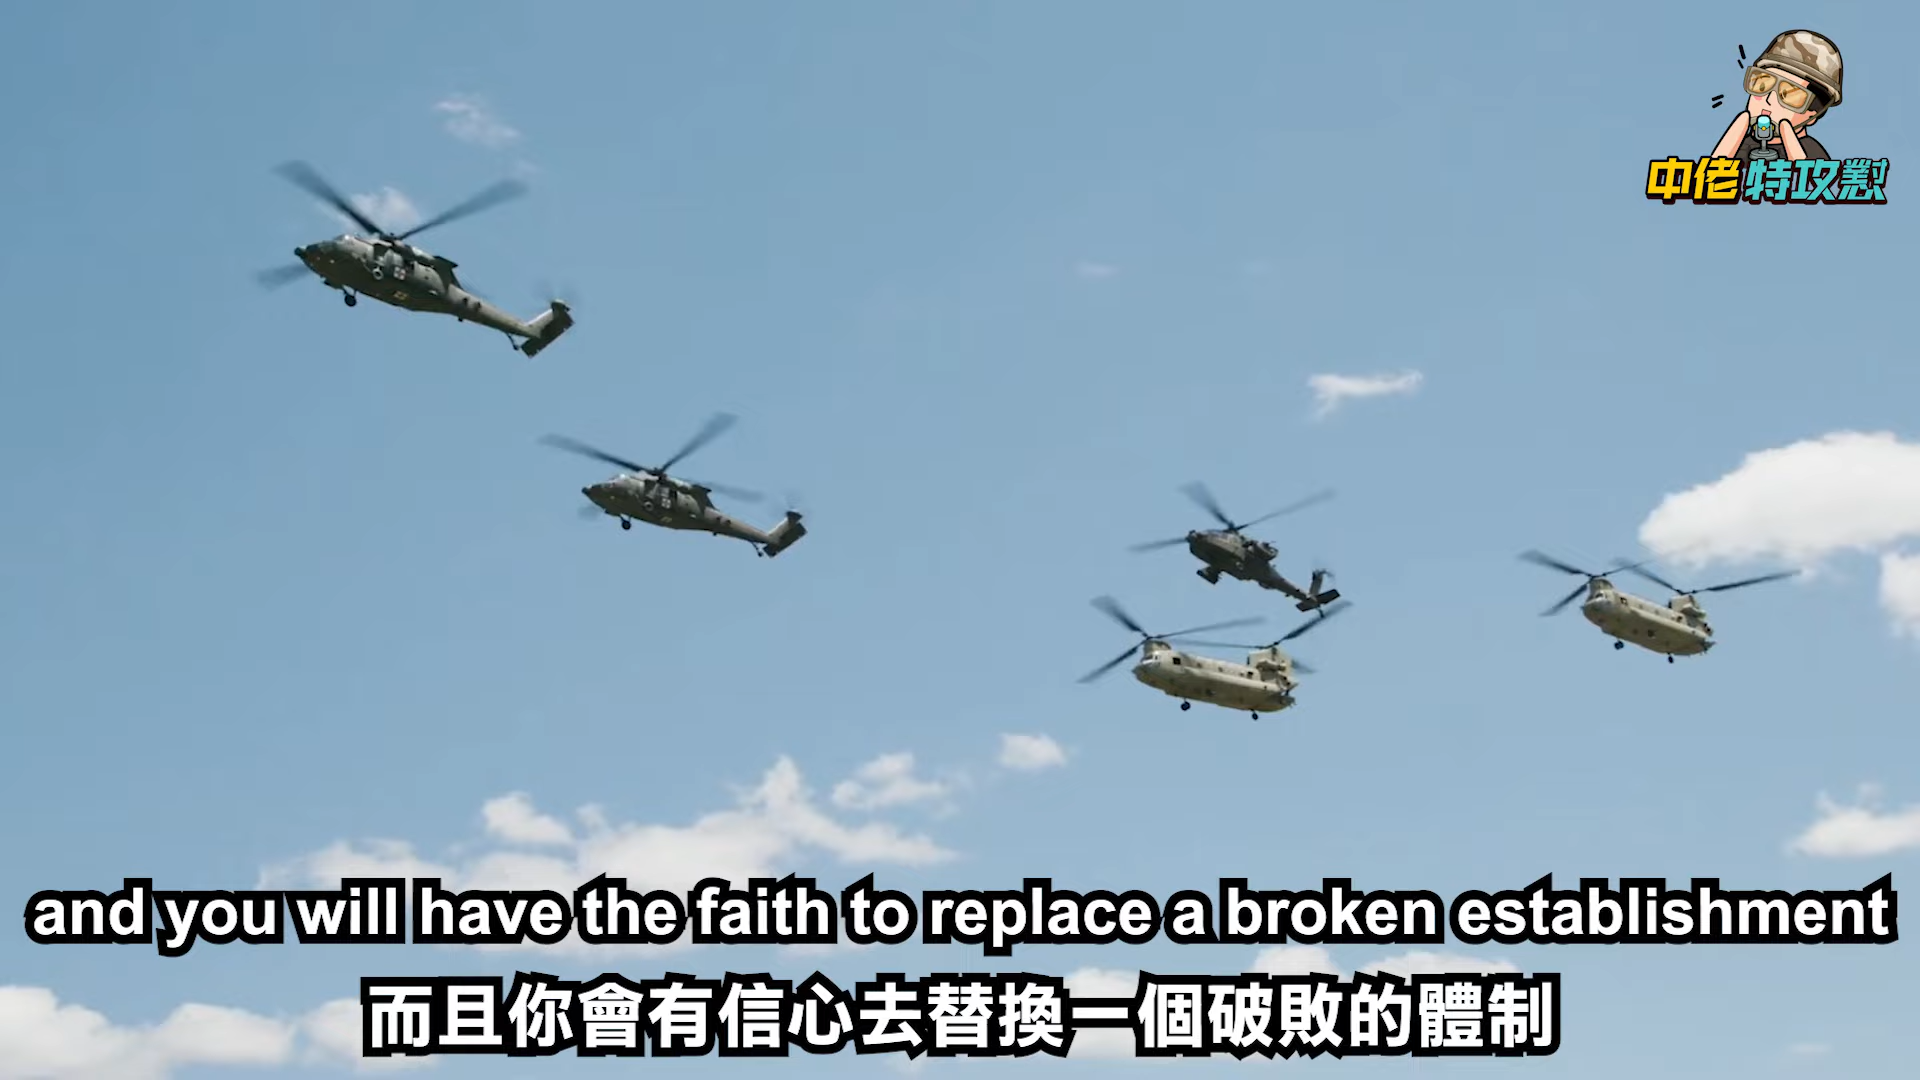 中佬特攻懟
and you will have the faith to replace a broken establishment
而且你會有信心去替換一個破敗的體制